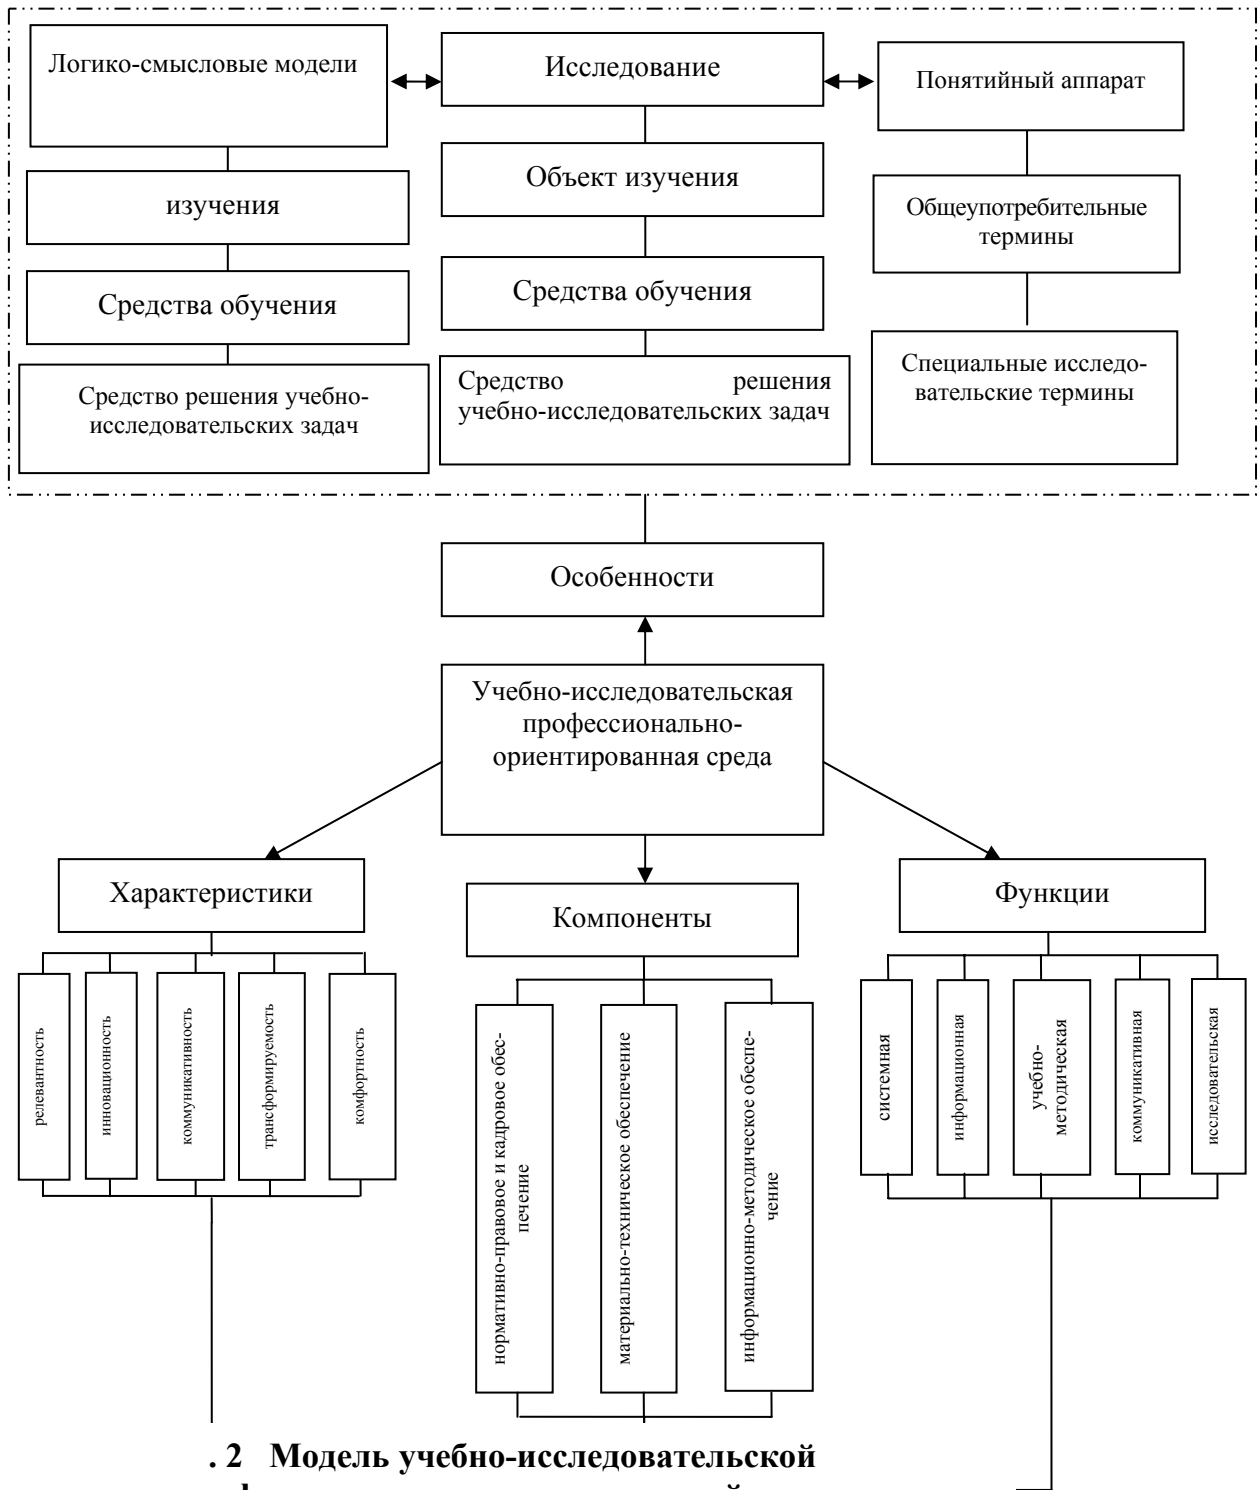 Логико-смысловые модели
Исследование
Понятийный аппарат
изучения
Объект изучения
Общеупотребительные
термины
Средства обучения
Средства обучения
Специальные исследо-
вательские термины
Средство решения учебно-
исследовательских задач
Средство решения
учебно-исследовательских задач
Особенности
Учебно-исследовательская
профессионально-
ориентированная среда
Характеристики
Компоненты
Функции
релевантность
инновационность
коммуникативность
трансформируемость
комфортность
нормативно-правовое и кадровое обес-
печение
материально-техническое обеспечение
информационно-методическое обеспе-
чение
системная
информационная
учебно-
методическая
коммуникативная
исследовательская
. 2 Модель учебно-исследовательской